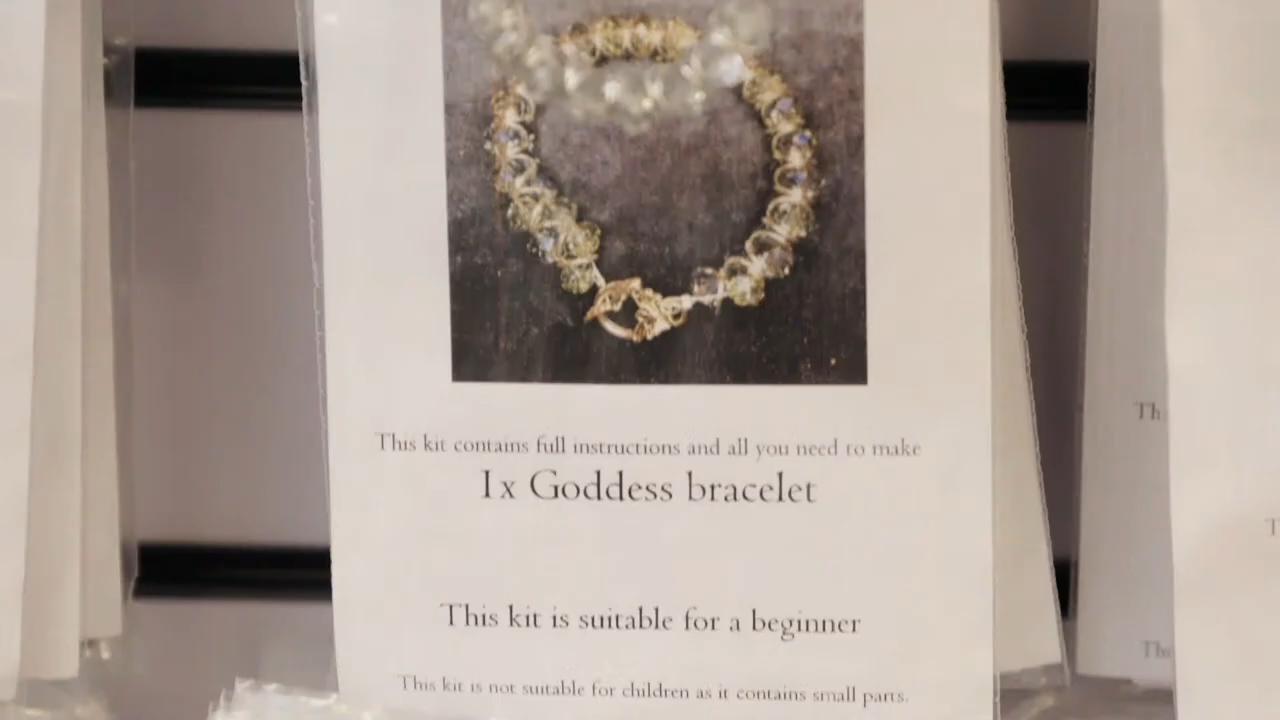 This kit contains full instructions and all you need to make
1x Goddess bracelet
This kit is suitable for a beginner
This kit is not suitable for children as it contains small parts.